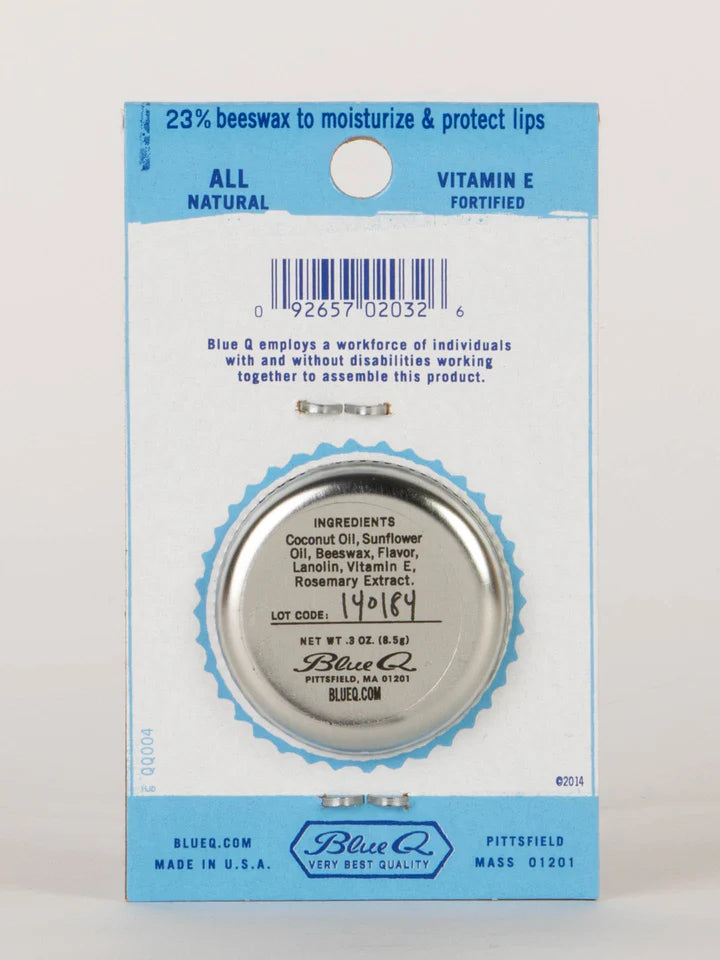 23% beeswax to moisturize & protect lips
ALL
NATURAL
VITAMIN E
FORTIFIED
0 92657 02032 6
Blue Q employs a workforce of individuals
with and without disabilities working
together to assemble this product.
INGREDIENTS
Coconut Oil, Sunflower
Oil, Beeswax, Flavor,
Lanolin, Vitamin E,
Rosemary Extract.
LOT CODE: 140184
NET WT .3 OZ. (8.5g)
Blue Q
PITTSFIELD, MA 01201
BLUEQ.COM
QQ004
HJD
©2014
BLUEQ.COM
MADE IN U.S.A.
Blue Q
VERY BEST QUALITY
PITTSFIELD
MASS 01201